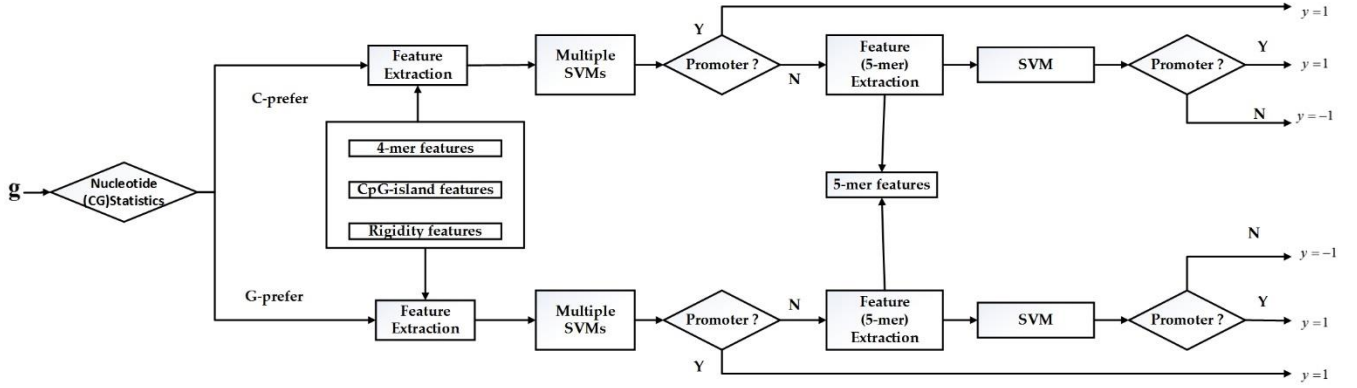 g
Nucleotide
(CG)Statistics
C-prefer
G-prefer
Feature
Extraction
4-mer features
CpG-island features
Rigidity features
Feature
Extraction
Multiple
SVMs
Promoter ?
Y
N
Feature
(5-mer)
Extraction
SVM
Promoter ?
y = 1
Y
y = 1
N
y = −1
5-mer features
Multiple
SVMs
Promoter ?
N
Y
Feature
(5-mer)
Extraction
SVM
Promoter ?
N
y = −1
Y
y = 1
y = 1